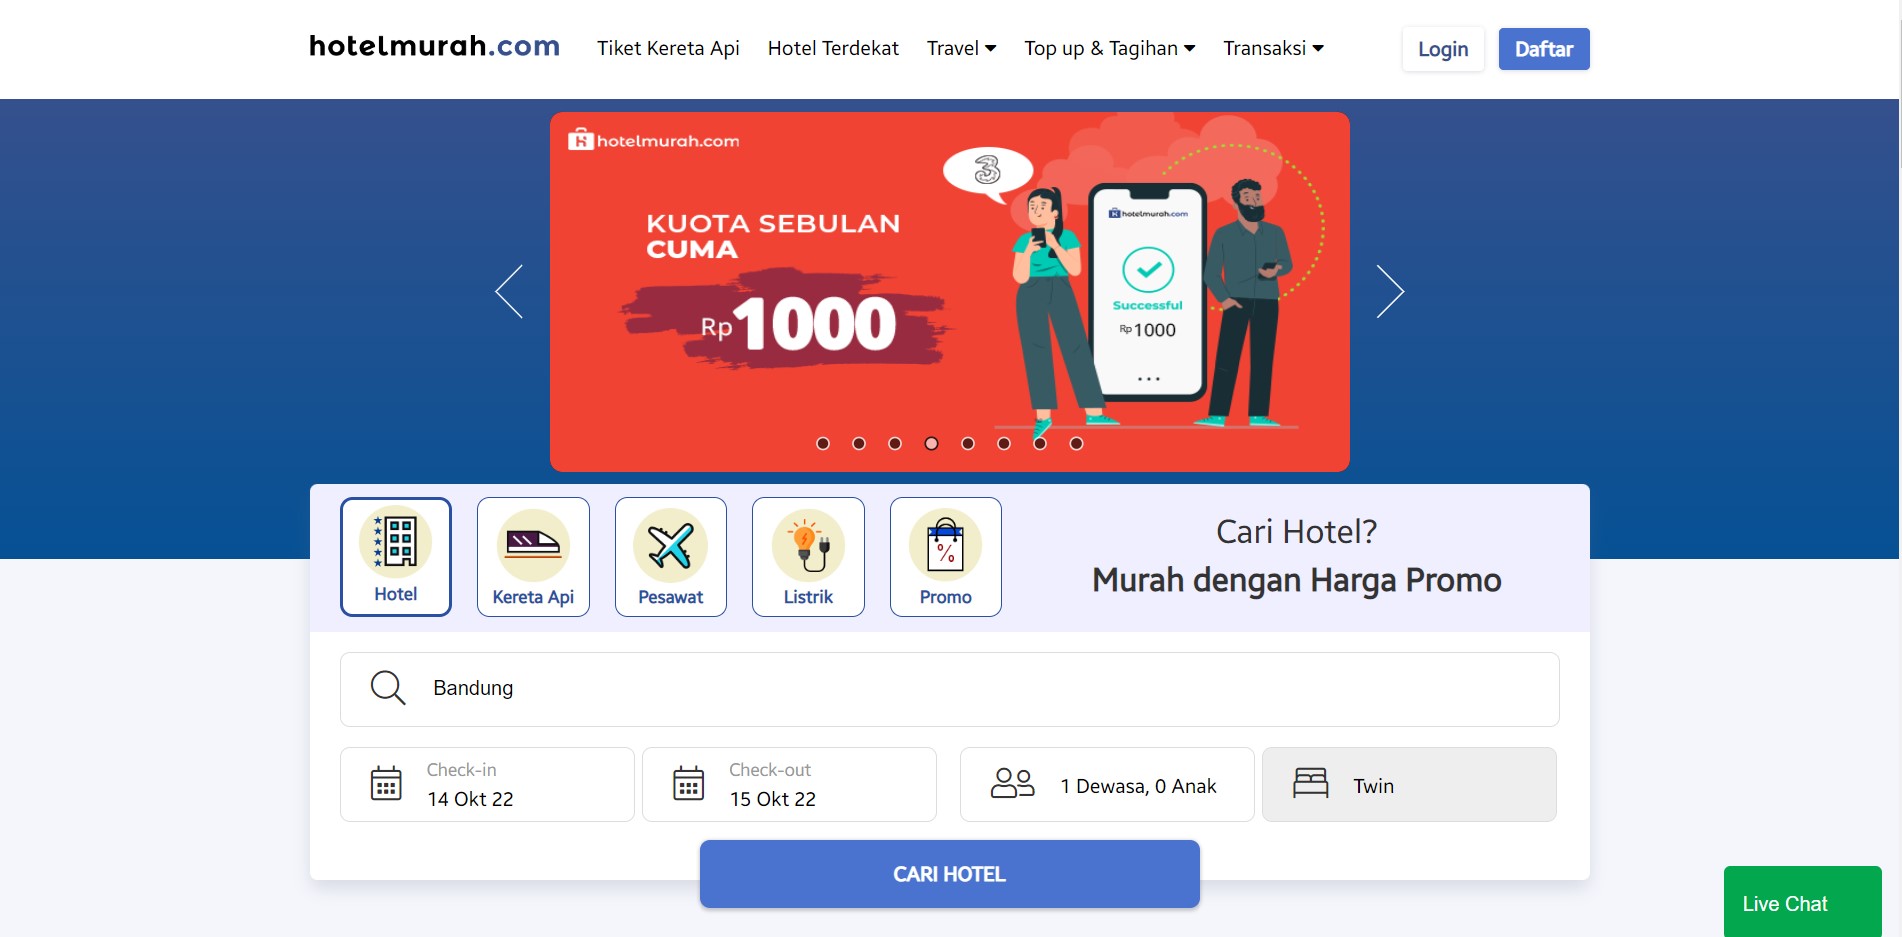 hotelmurah.com Tiket Kereta Api Hotel Terdekat Travel Top up & Tagihan Transaksi Login Daftar
hotelmurah.com
3
KUOTA SEBULAN
CUMA
Rp1000
hotelmurah.com
Successful
Rp1000
Hotel Kereta Api Pesawat Listrik Promo
%
Cari Hotel?
Murah dengan Harga Promo
Bandung
Check-in
14 Okt 22
Check-out
15 Okt 22
1 Dewasa, 0 Anak
Twin
CARI HOTEL
Live Chat